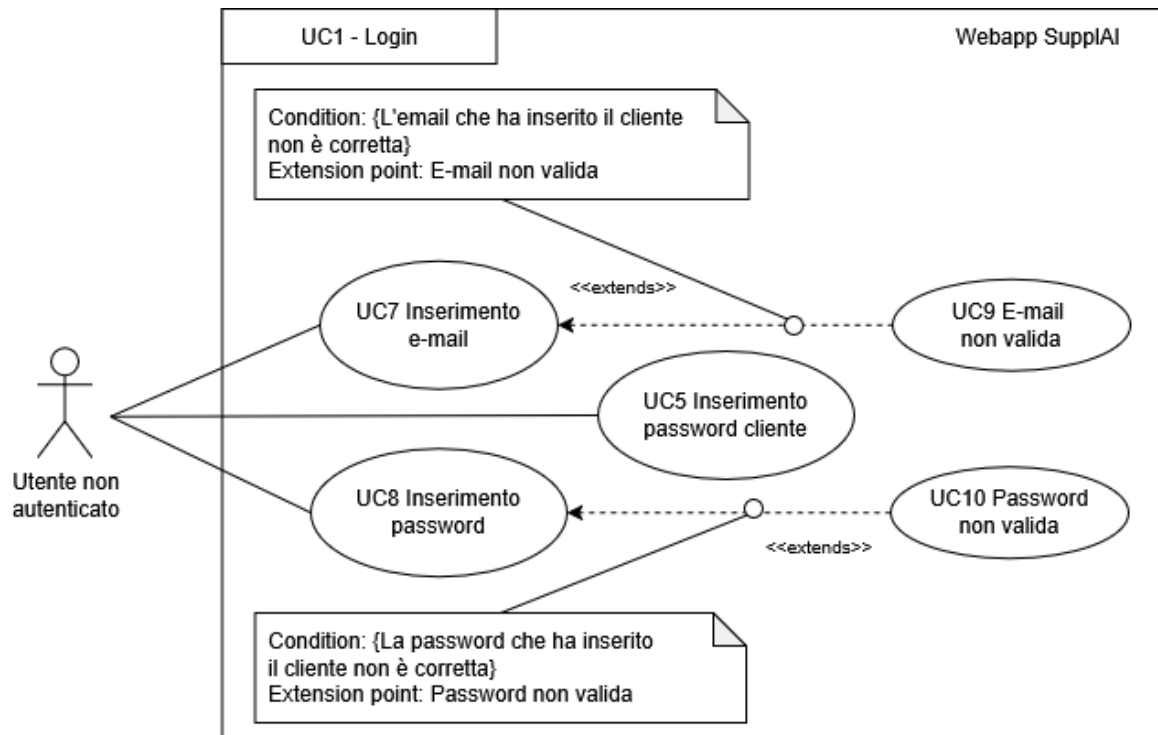 UC1 - Login
Webapp SupplAI
Condition: {L'email che ha inserito il cliente
non è corretta}
Extension point: E-mail non valida
<<extends>>
UC7 Inserimento
e-mail
UC9 E-mail
non valida
UC5 Inserimento
password cliente
Utente non
autenticato
UC8 Inserimento
password
UC10 Password
non valida
<<extends>>
Condition: {La password che ha inserito
il cliente non è corretta}
Extension point: Password non valida